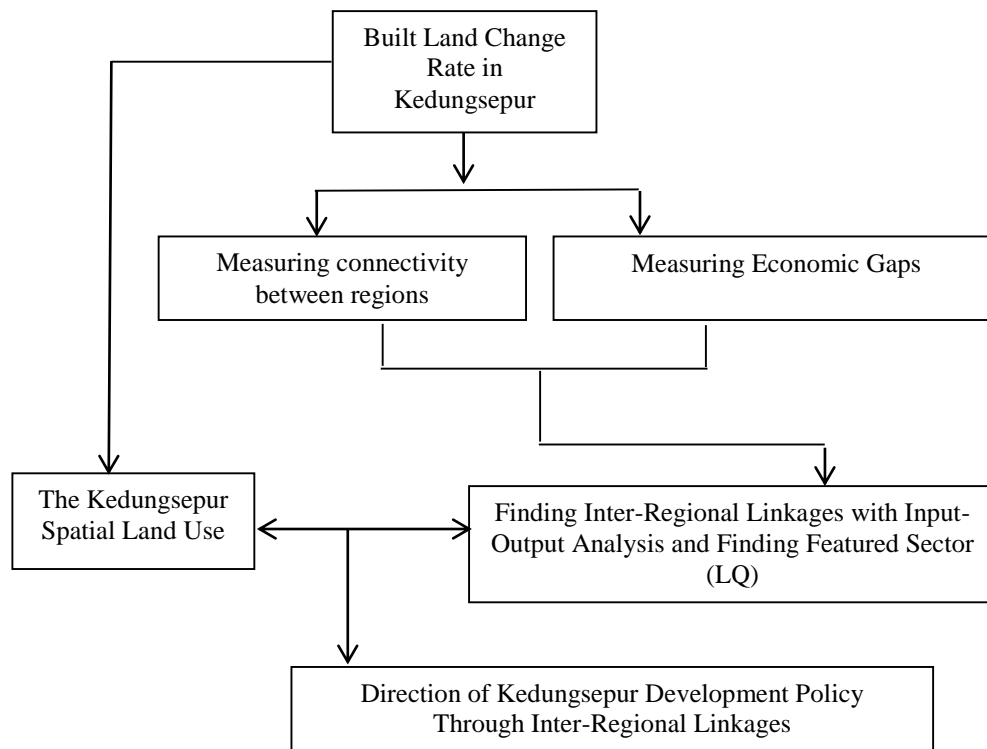 Built Land Change
Rate in
Kedungsepur
Measuring connectivity
between regions
Measuring Economic Gaps
The Kedungsepur
Spatial Land Use
Finding Inter-Regional Linkages with Input-
Output Analysis and Finding Featured Sector
(LQ)
Direction of Kedungsepur Development Policy
Through Inter-Regional Linkages